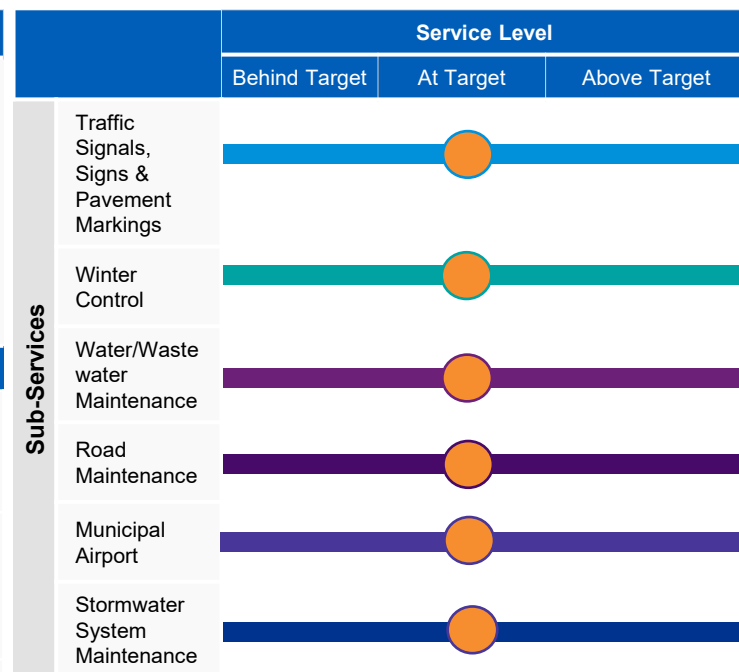 Service Level
Behind Target
At Target
Above Target
Sub-Services
Traffic
Signals,
Signs &
Pavement
Markings
Winter
Control
Water/Waste
water
Maintenance
Road
Maintenance
Municipal
Airport
Stormwater
System
Maintenance